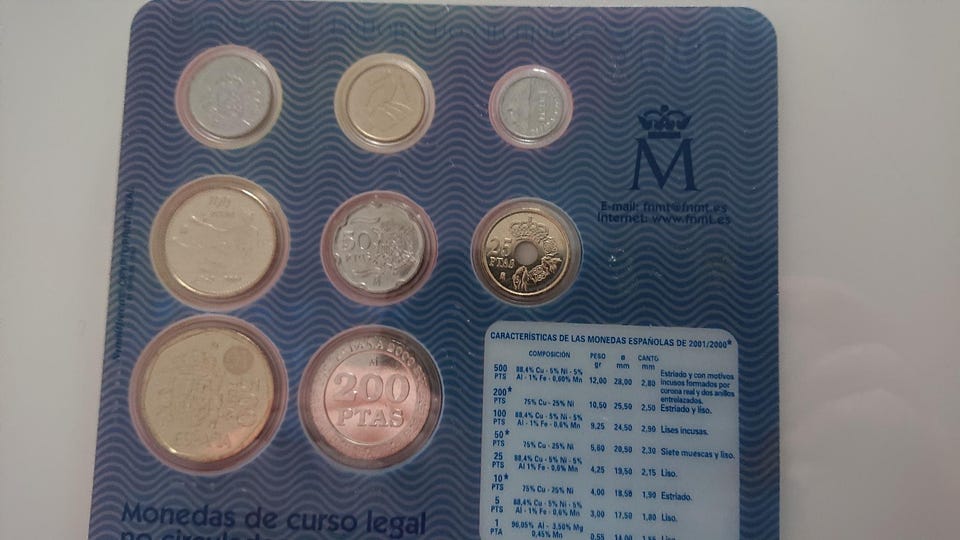 M
E-mail: fnmt@fnmt.es
Internet: www.fnmt.es
50
M
25
PTAS
ESPAÑA
200
PTAS
CARACTERÍSTICAS DE LAS MONEDAS ESPAÑOLAS DE 2001/2000*
COMPOSICIÓN PESO gr ø mm CANTO mm
500 PTS 88,4% Cu - 5% Ni - 5% Al - 1% Fe - 0,60% Mn 12,00 28,00 2,80 Estriado y con motivos incusos formados por corona real y dos anillos entrelazados.
200* PTS 75% Cu - 25% Ni 10,50 25,50 2,50 Estriado y liso.
100 PTS 88,4% Cu - 5% Ni - 5% Al - 1% Fe - 0,6% Mn 9,25 24,50 2,90 Lises incusas.
50* PTS 75% Cu - 25% Ni 5,60 20,50 2,30 Siete muescas y liso.
25 PTS 88,4% Cu - 5% Ni - 5% Al 1% Fe - 0,6% Mn 4,25 19,50 2,15 Liso.
10* PTS 75% Cu - 25% Ni 4,00 18,50 1,90 Estriado.
5 PTS 88,4% Cu - 5% Ni - 5% Al - 1% Fe - 0,6% Mn 3,00 17,50 1,80 Liso.
1 PTA 96,05% Al - 3,50% Mg 0,45% Mn 0,55 14,00
Monedas de curso legal